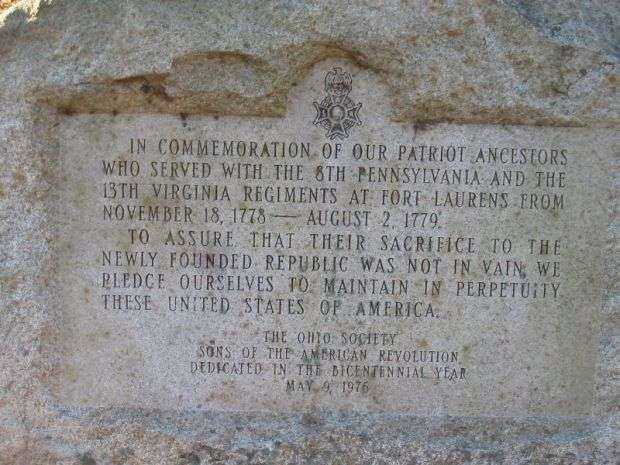 IN COMMEMORATION OF OUR PATRIOT ANCESTORS
WHO SERVED WITH THE 8TH PENNSYLVANIA AND THE
13TH VIRGINIA REGIMENTS AT FORT LAURENS FROM
NOVEMBER 18, 1778 — AUGUST 2, 1779.
TO ASSURE THAT THEIR SACRIFICE TO THE
NEWLY FOUNDED REPUBLIC WAS NOT IN VAIN, WE
PLEDGE OURSELVES TO MAINTAIN IN PERPETUITY
THESE UNITED STATES OF AMERICA.
THE OHIO SOCIETY
SONS OF THE AMERICAN REVOLUTION
DEDICATED IN THE BICENTENNIAL YEAR
MAY 9, 1976